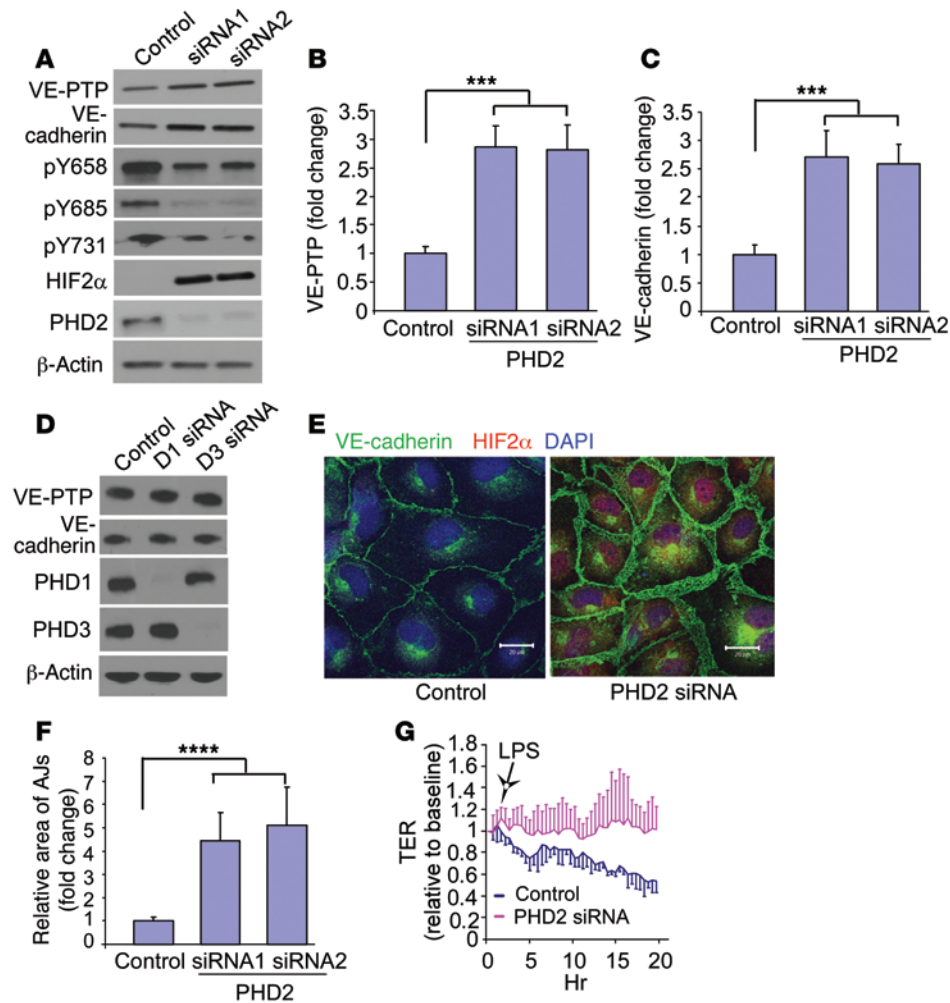 A
Control
siRNA1
siRNA2
VE-PTP
VE-
cadherin
pY658
pY685
pY731
HIF2α
PHD2
β-Actin
B
***
VE-PTP (fold change)
3.5
3
2.5
2
1.5
1
0.5
0
Control
siRNA1 siRNA2
PHD2
C
***
VE-cadherin (fold change)
3.5
3
2.5
2
1.5
1
0.5
0
Control
siRNA1 siRNA2
PHD2
D
Control
D1 siRNA
D3 siRNA
VE-PTP
VE-
cadherin
PHD1
PHD3
β-Actin
E
VE-cadherin HIF2α DAPI
20 µm
20 µm
Control
PHD2 siRNA
F
****
Relative area of AJs
(fold change)
8
7
6
5
4
3
2
1
0
Control
siRNA1 siRNA2
PHD2
G
LPS
TER
(relative to baseline)
1.8
1.6
1.4
1.2
1
0.8
0.6
0.4
0.2
0
Control
PHD2 siRNA
0 5 10 15 20
Hr